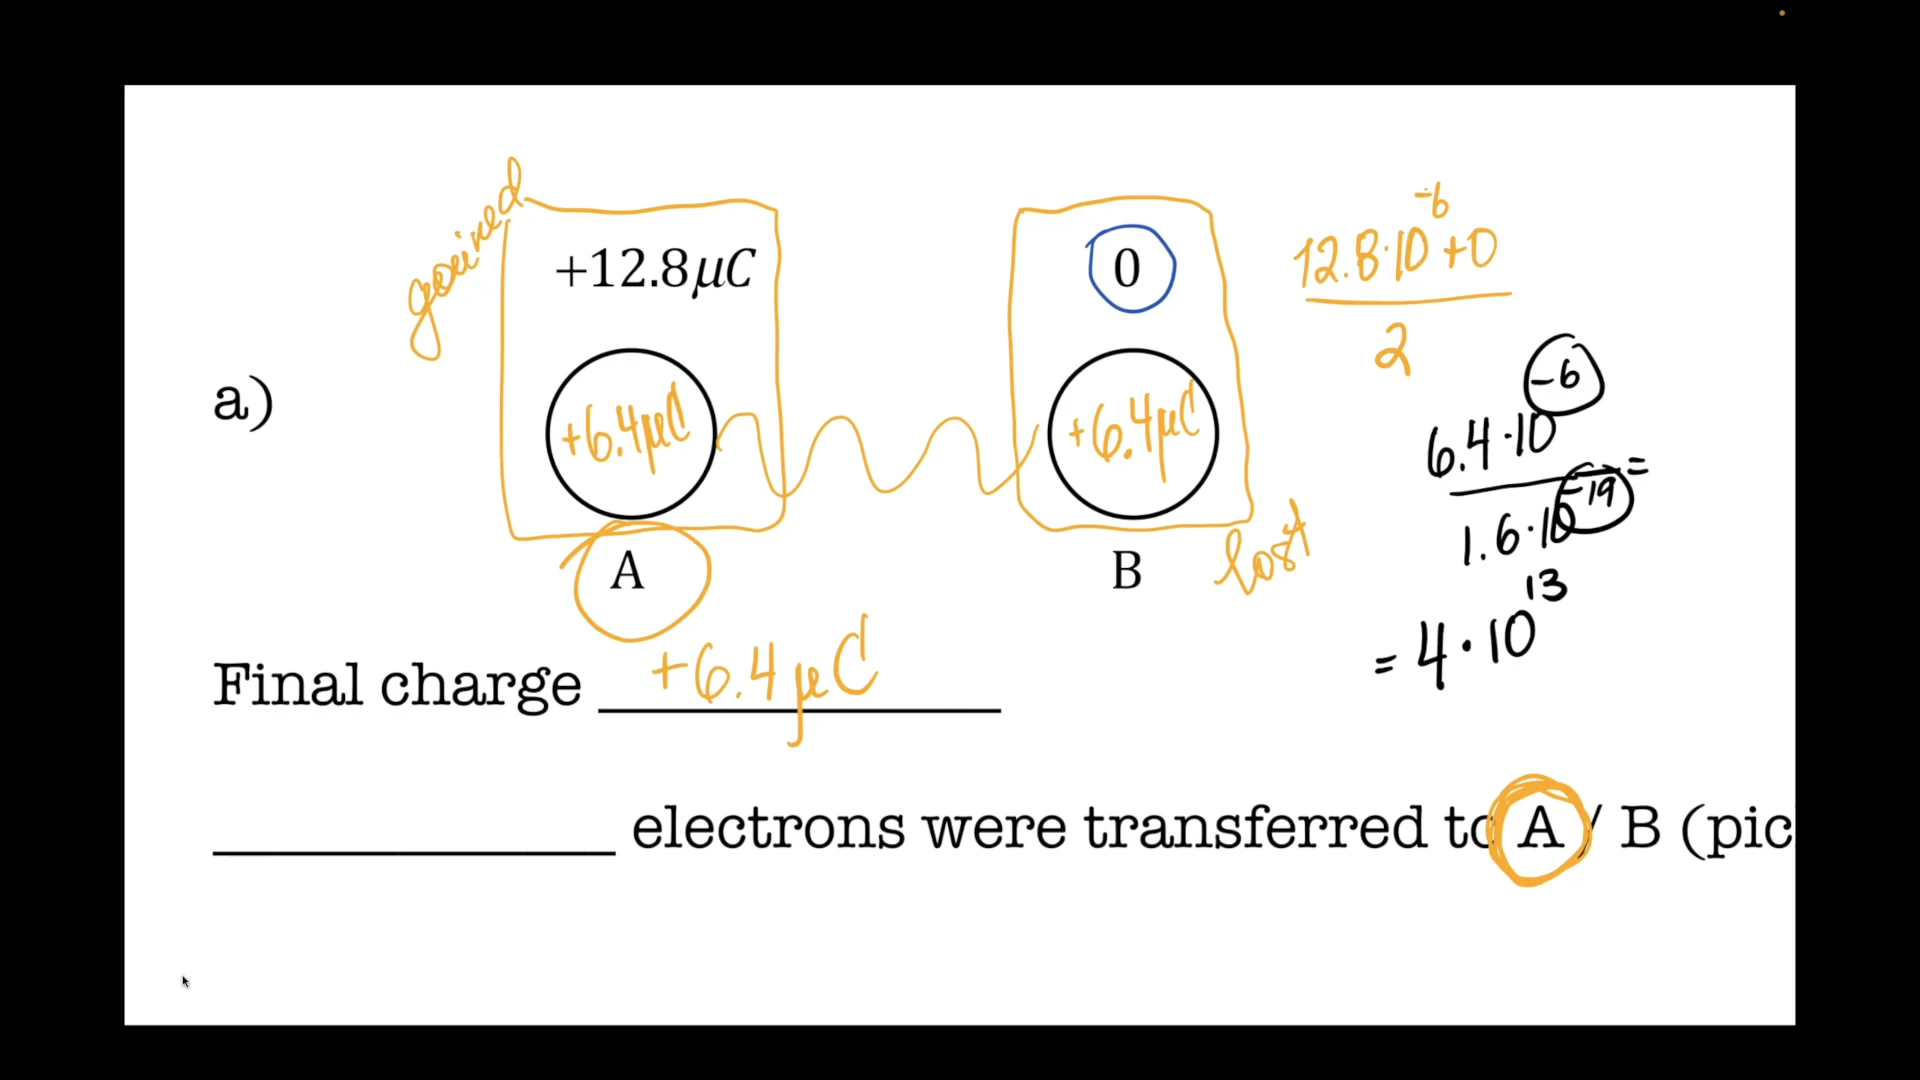 gained
+12.8μC
0
-6
12.8·10 +0
2
a)
+6.4μC
+6.4μC
-6
6.4·10
=
-19
1.6·10
A
B
lost
13
= 4·10
Final charge +6.4μC
electrons were transferred to A / B (pic